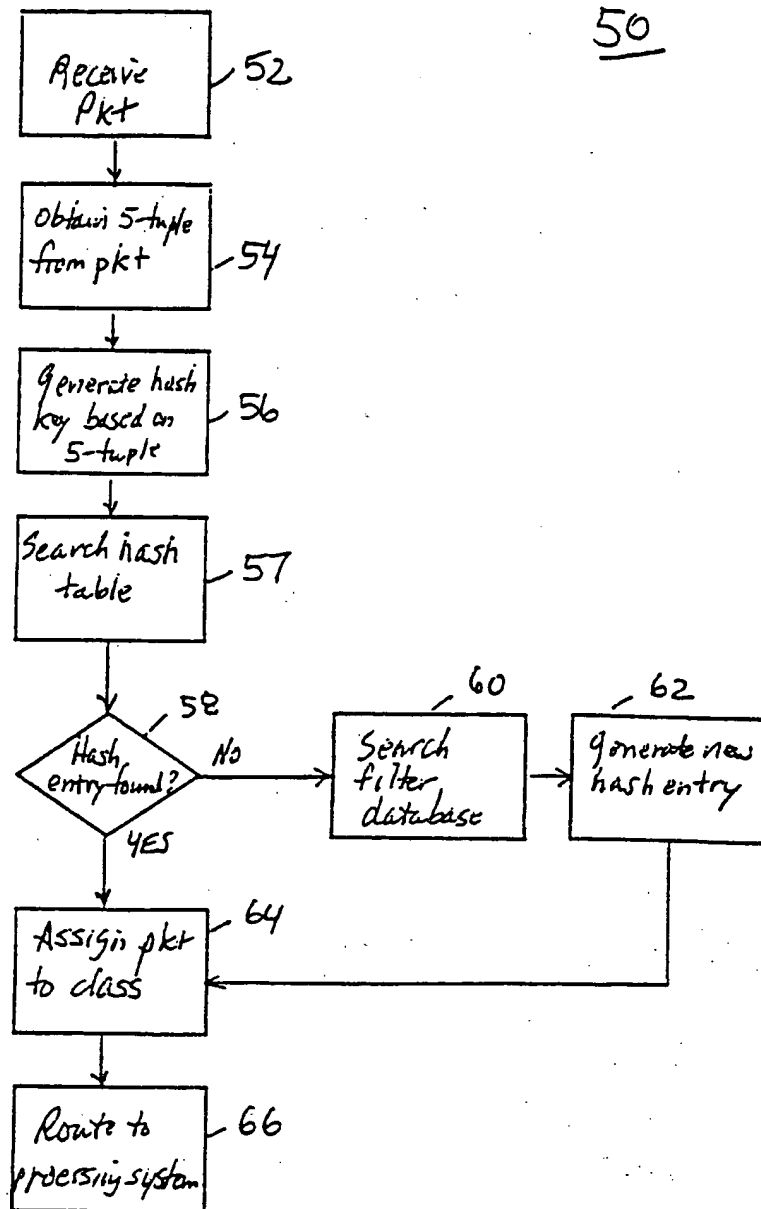 50
Receive
Pkt
52
Obtain 5-tuple
from pkt
54
Generate hash
key based on
5-tuple
56
Search hash
table
57
58
Hash
entry found?
No
YES
60
Search
filter
database
62
Generate new
hash entry
64
Assign pkt
to class
Route to
processing system
66